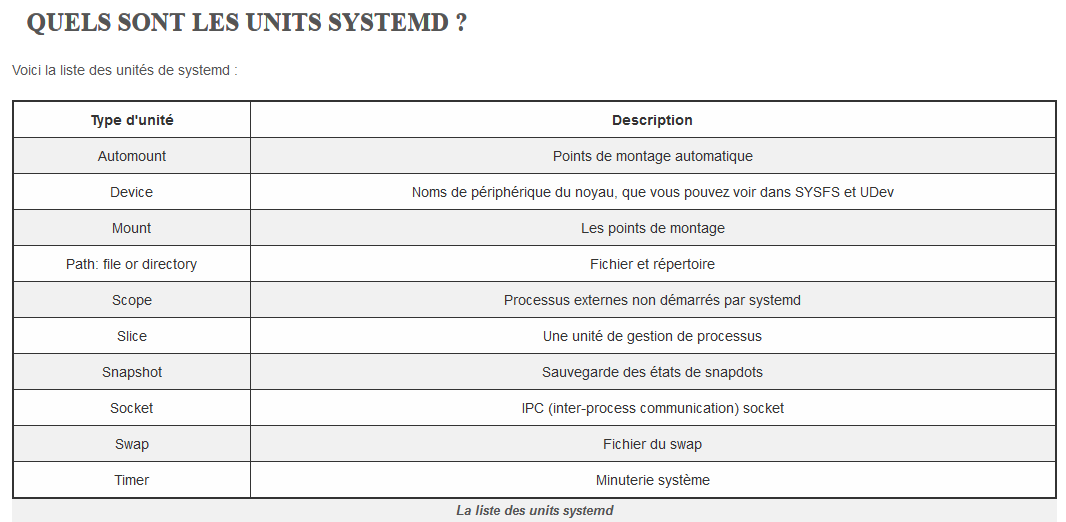 QUELS SONT LES UNITS SYSTEMD ?
Voici la liste des unités de systemd :
Type d'unité Description
Automount Points de montage automatique
Device Noms de périphérique du noyau, que vous pouvez voir dans SYSFS et UDev
Mount Les points de montage
Path: file or directory Fichier et répertoire
Scope Processus externes non démarrés par systemd
Slice Une unité de gestion de processus
Snapshot Sauvegarde des états de snapdots
Socket IPC (inter-process communication) socket
Swap Fichier du swap
Timer Minuterie système
La liste des units systemd